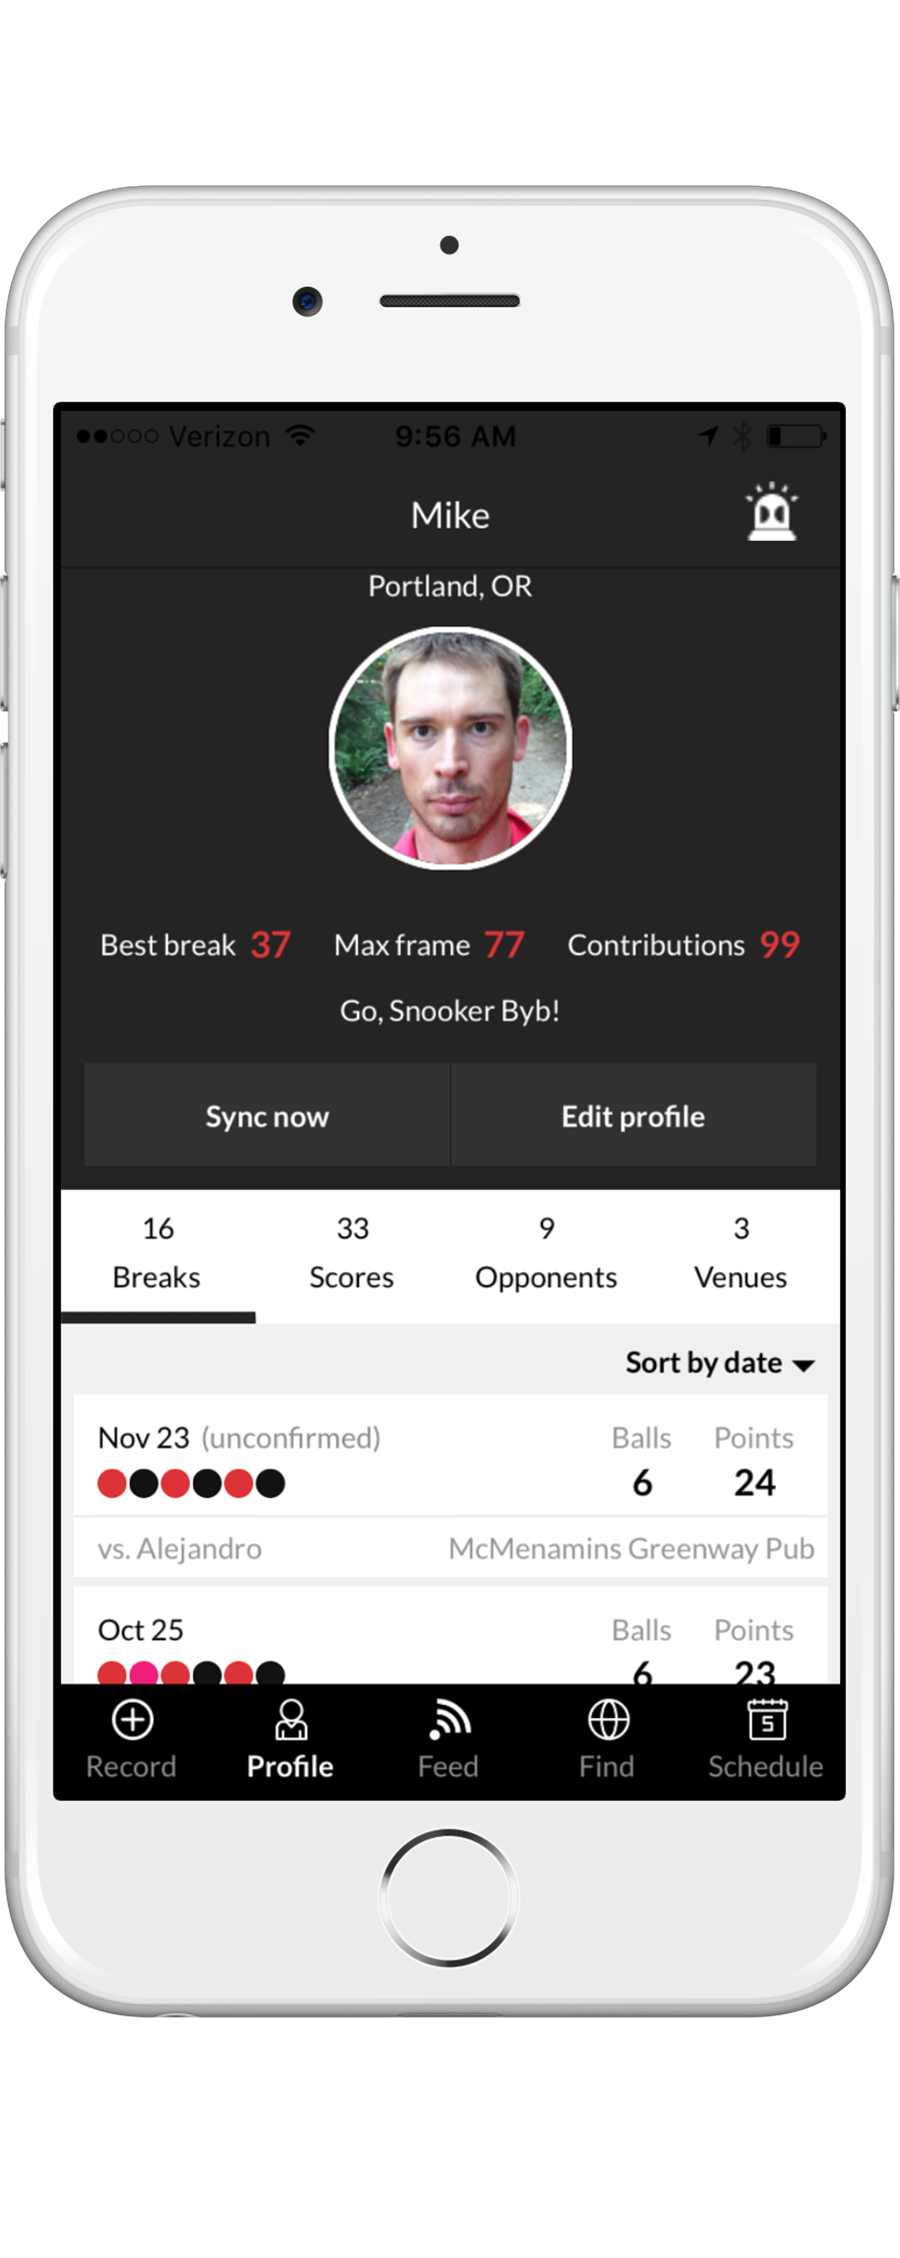 Verizon 9:56 AM
Mike
Portland, OR
Best break 37 Max frame 77 Contributions 99
Go, Snooker Byb!
Sync now Edit profile
16 33 9 3
Breaks Scores Opponents Venues
Sort by date
Nov 23 (unconfirmed) Balls Points
6 24
vs. Alejandro McMenamins Greenway Pub
Oct 25 Balls Points
6 23
5
Record Profile Feed Find Schedule